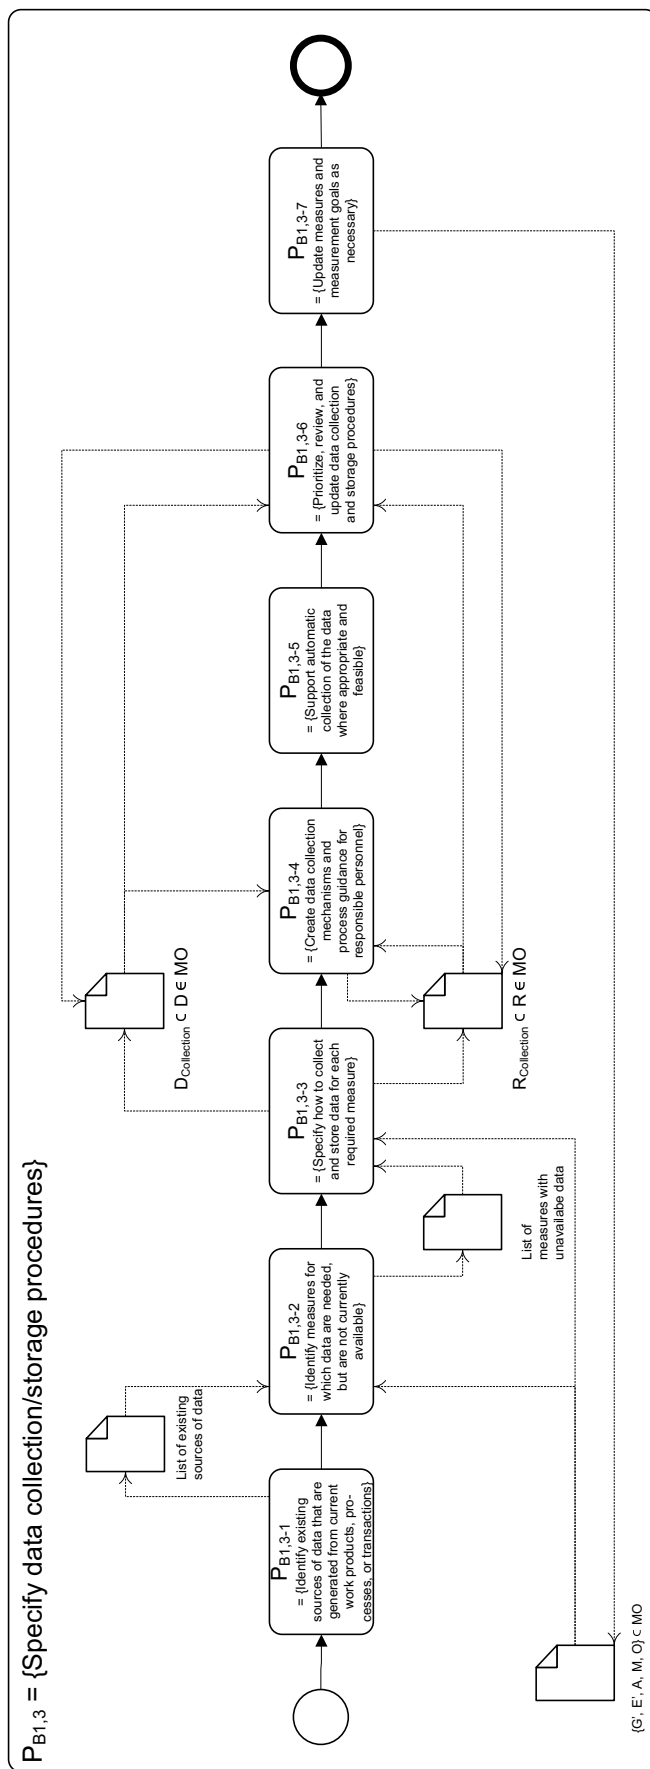 P_B1,3 = {Specify data collection/storage procedures}
P_B1,3-1
= {Identify existing
sources of data that are
generated from current
work products, pro-
cesses, or transactions}
List of existing
sources of data
P_B1,3-2
= {Identify measures for
which data are needed,
but are not currently
available}
List of
measures with
unavailabe data
P_B1,3-3
= {Specify how to collect
and store data for each
required measure}
D_Collection ⊂ D ∈ MO
R_Collection ⊂ R ∈ MO
P_B1,3-4
= {Create data collection
mechanisms and
process guidance for
responsible personnel}
P_B1,3-5
= {Support automatic
collection of the data
where appropriate and
feasible}
P_B1,3-6
= {Prioritize, review, and
update data collection
and storage procedures}
P_B1,3-7
= {Update measures and
measurement goals as
necessary}
{G', E', A, M, O} ⊂ MO